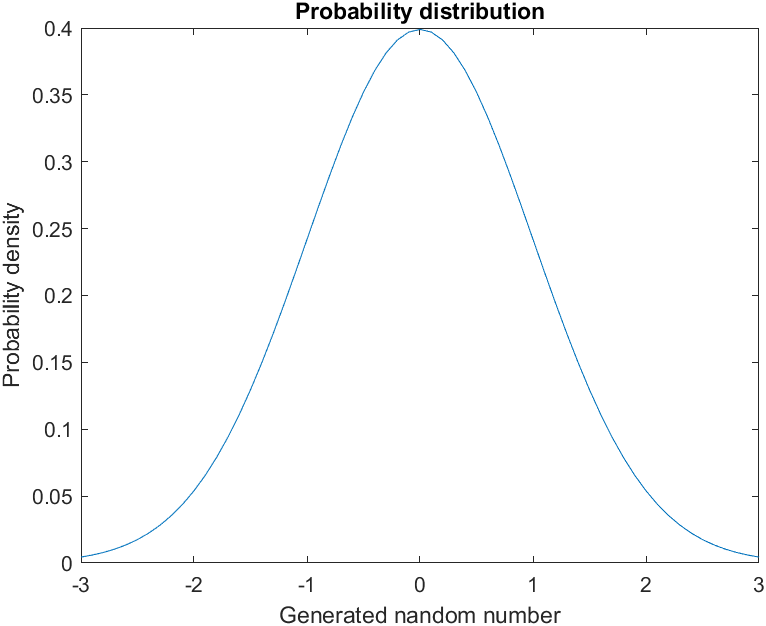 Probability distribution
0.4
0.35
0.3
0.25
0.2
0.15
0.1
0.05
0
Probability density
-3 -2 -1 0 1 2 3
Generated nandom number